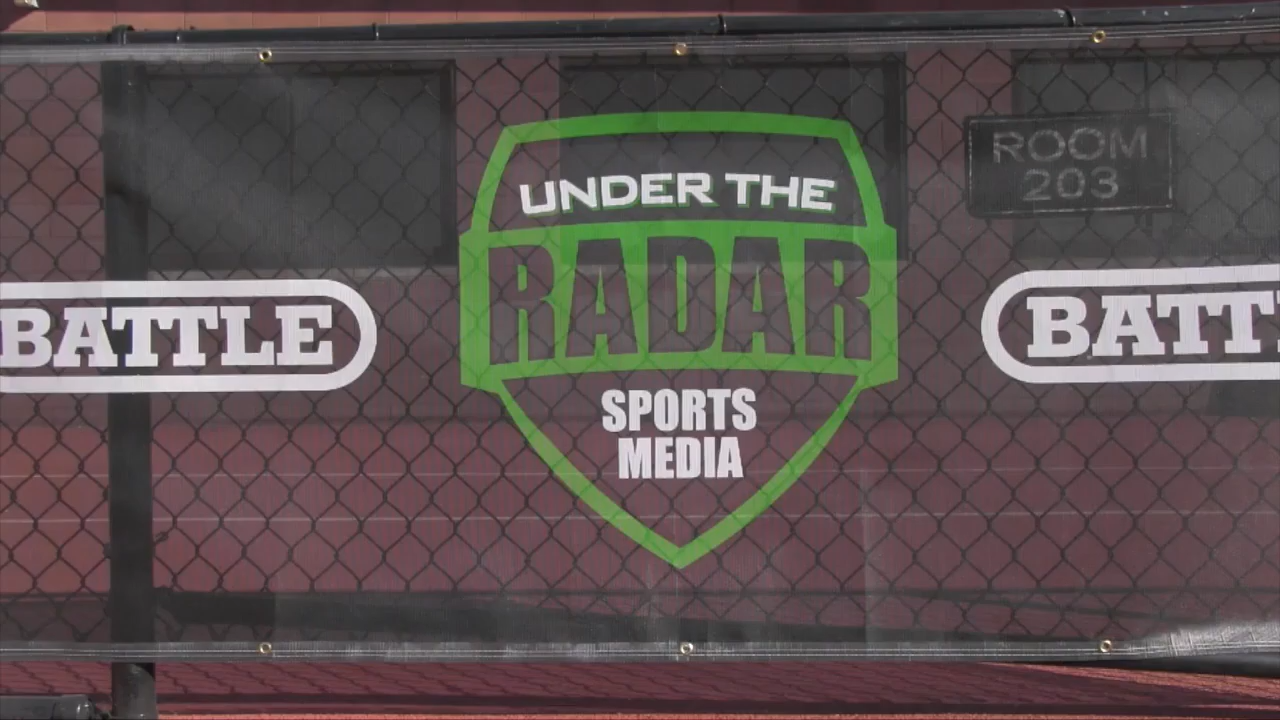 UNDER THE
RADAR
SPORTS
MEDIA
BATTLE
BATT
ROOM
203